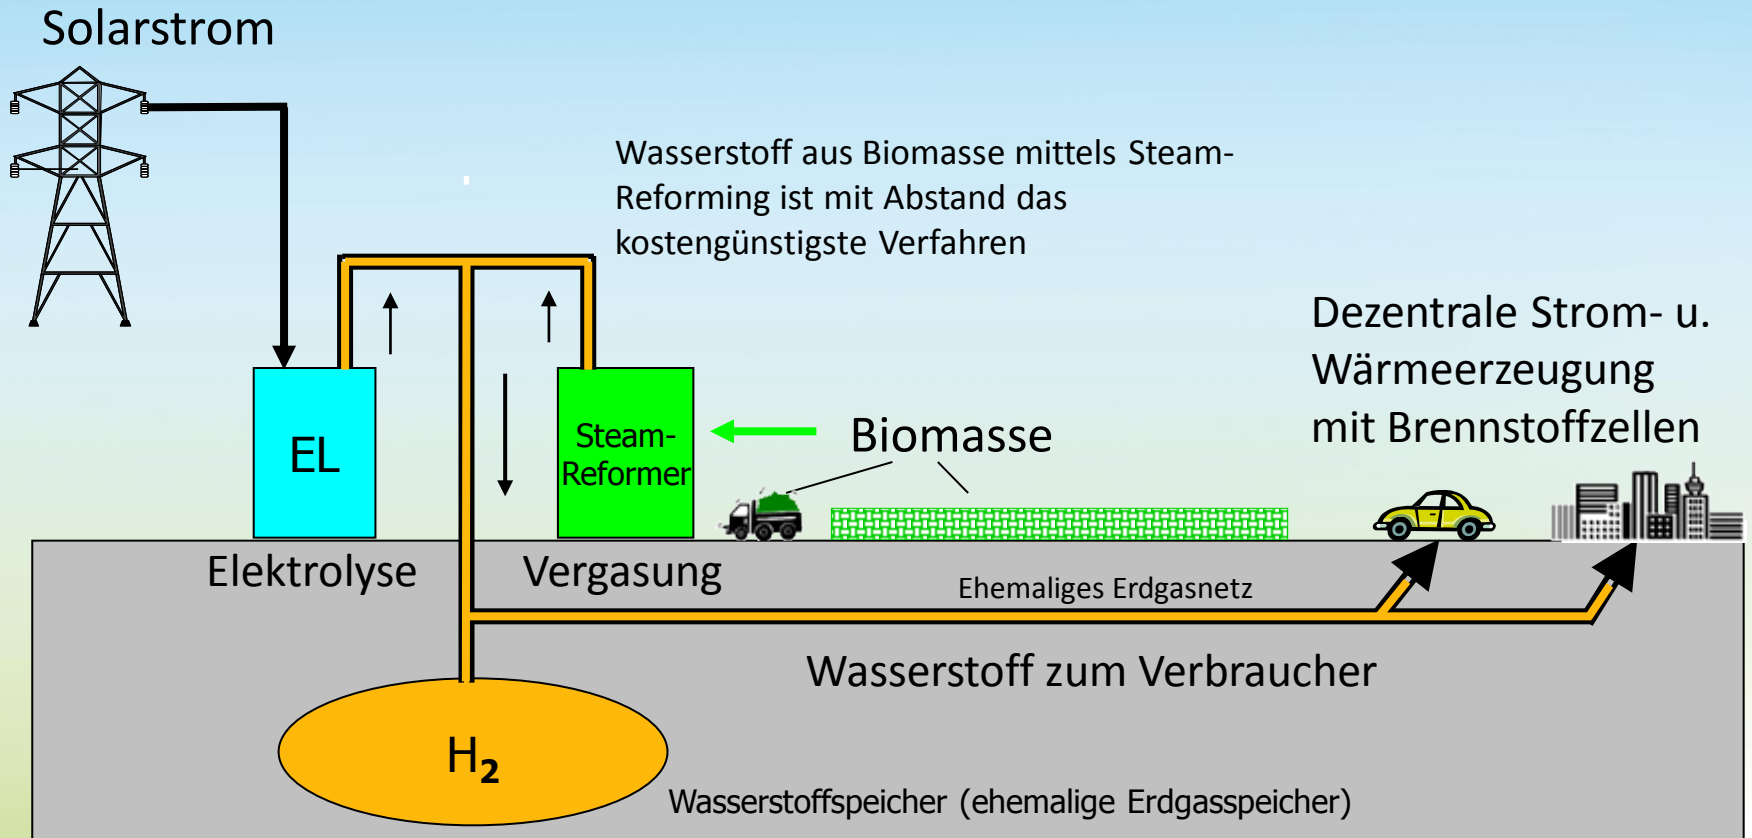 Solarstrom
Wasserstoff aus Biomasse mittels Steam-
Reforming ist mit Abstand das
kostengünstigste Verfahren
Dezentrale Strom- u.
Wärmeerzeugung
mit Brennstoffzellen
EL
Steam-
Reformer
Biomasse
Elektrolyse
Vergasung
Ehemaliges Erdgasnetz
Wasserstoff zum Verbraucher
H₂
Wasserstoffspeicher (ehemalige Erdgasspeicher)